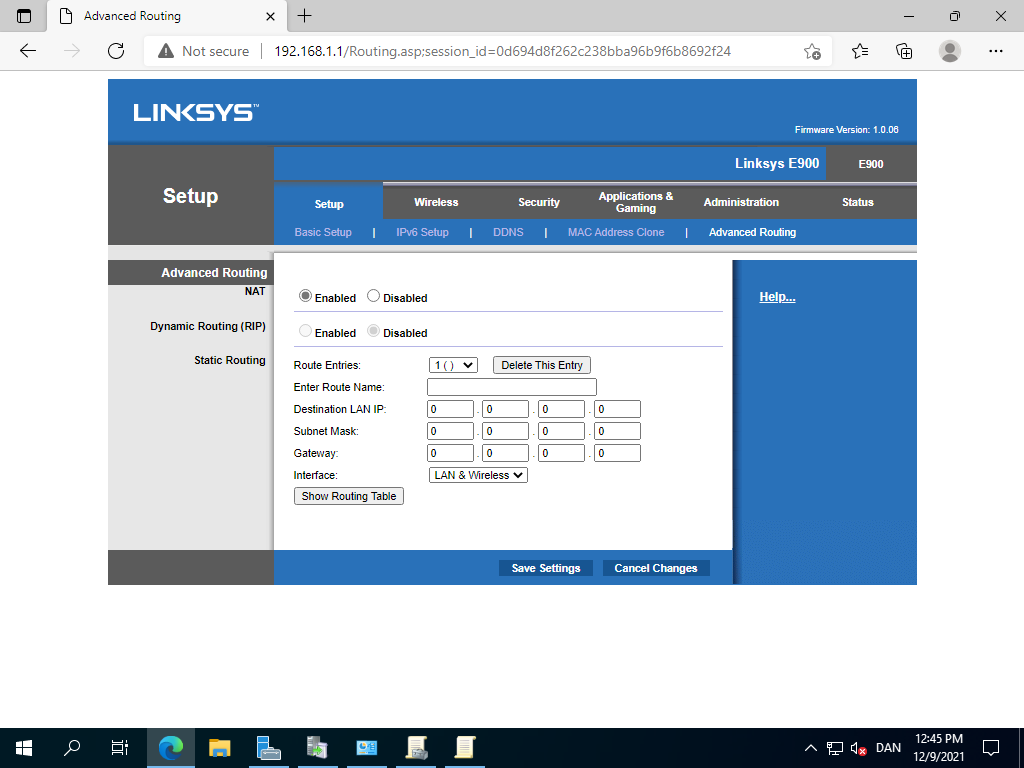 Advanced Routing
Not secure
192.168.1.1/Routing.asp;session_id=0d694d8f262c238bba96b9f6b8692f24
LINKSYS™
Firmware Version: 1.0.06
Linksys E900
E900
Setup
Setup
Wireless
Security
Applications & Gaming
Administration
Status
Basic Setup | IPv6 Setup | DDNS | MAC Address Clone | Advanced Routing
Advanced Routing
NAT
Enabled Disabled
Help...
Dynamic Routing (RIP)
Enabled Disabled
Static Routing
Route Entries: 1 ( ) Delete This Entry
Enter Route Name:
Destination LAN IP: 0 . 0 . 0 . 0
Subnet Mask: 0 . 0 . 0 . 0
Gateway: 0 . 0 . 0 . 0
Interface: LAN & Wireless
Show Routing Table
Save Settings Cancel Changes
DAN
12:45 PM
12/9/2021